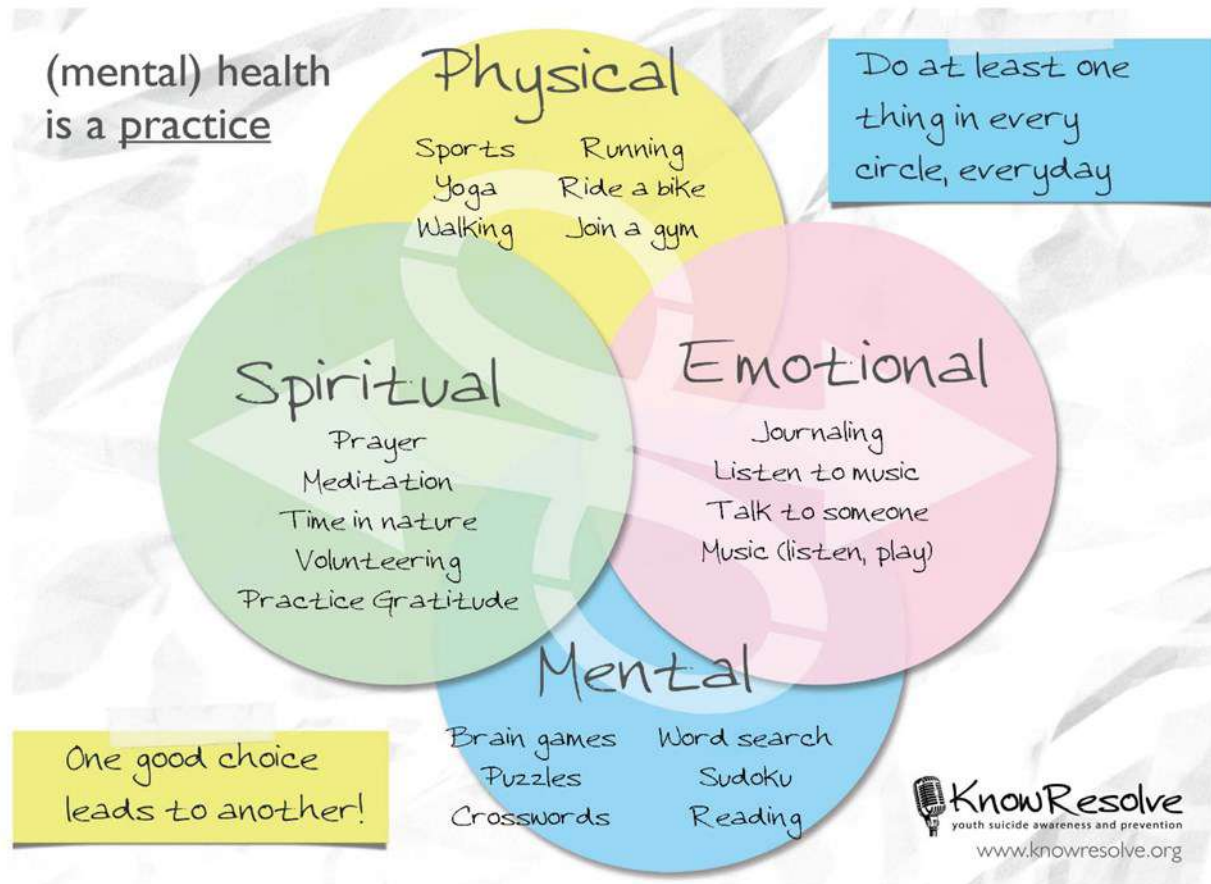 (mental) health
is a practice
Physical
Sports Running
Yoga Ride a bike
Walking Join a gym
Do at least one
thing in every
circle, everyday
Spiritual
Prayer
Meditation
Time in nature
Volunteering
Practice Gratitude
Emotional
Journaling
Listen to music
Talk to someone
Music (listen, play)
Mental
Brain games Word search
Puzzles Sudoku
Crosswords Reading
One good choice
leads to another!
KnowResolve
youth suicide awareness and prevention
www.knowresolve.org